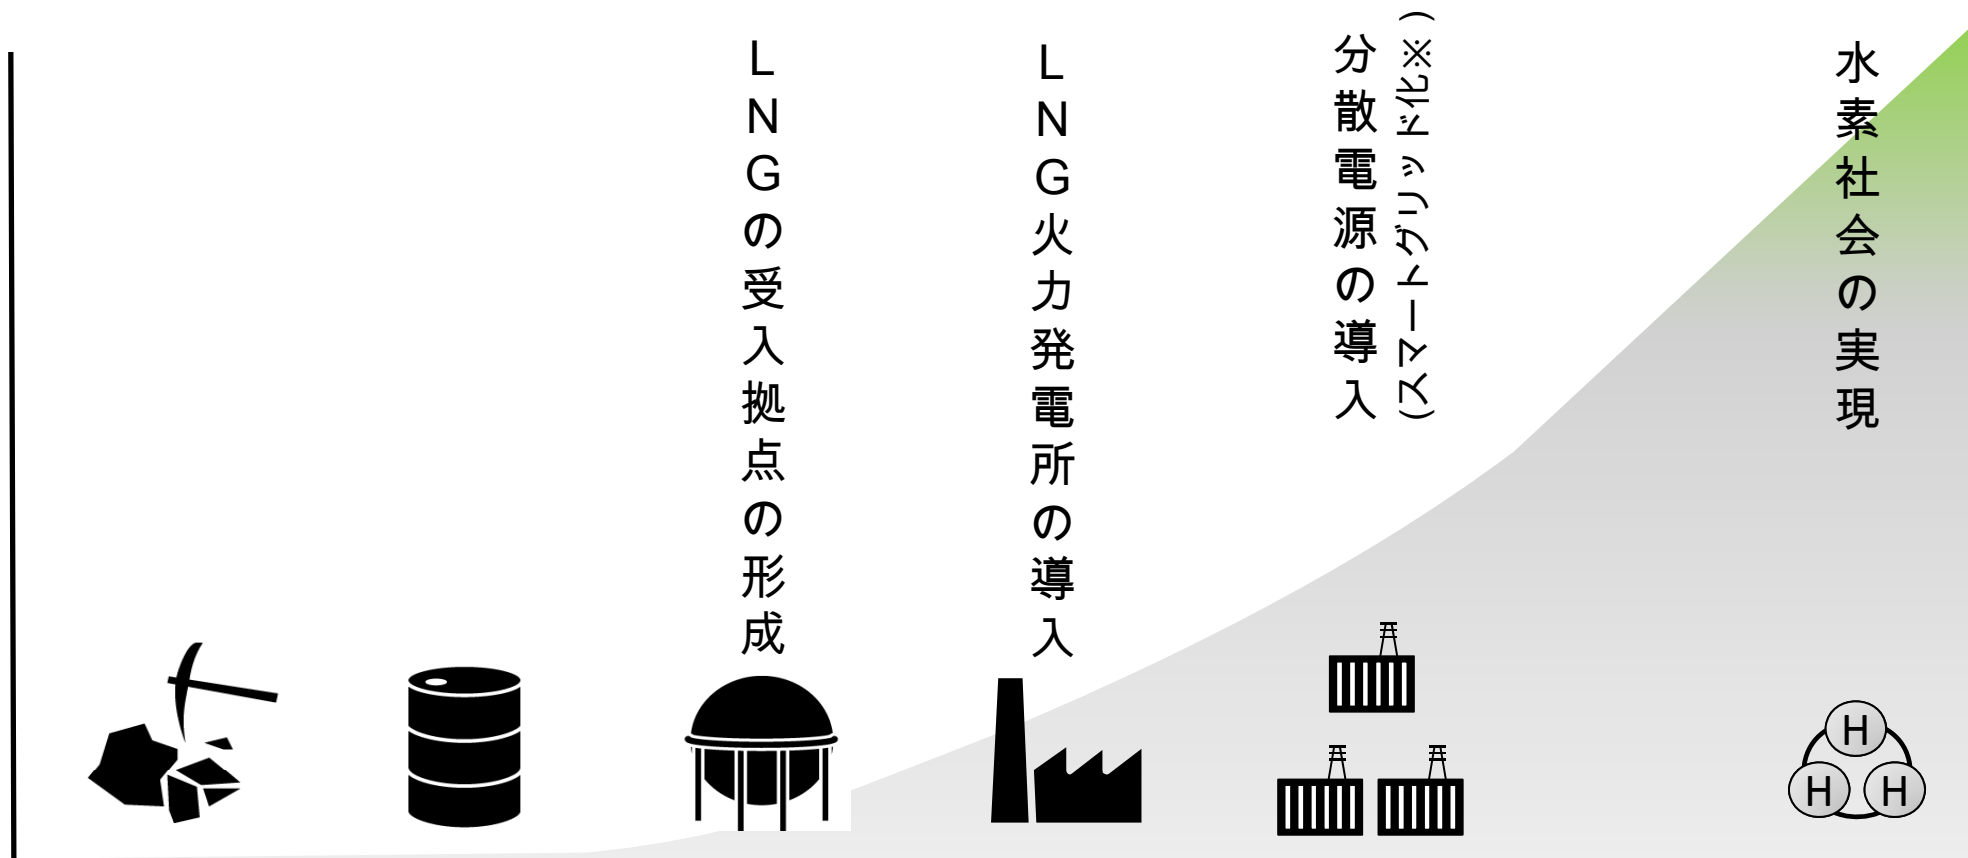 LNGの受入拠点の形成
LNG火力発電所の導入
分散電源の導入
(スマートグリッド化※)
水素社会の実現
H
H
H